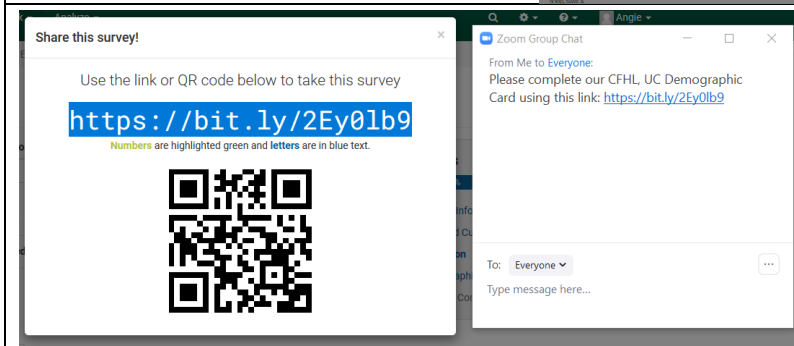 Analyze
Angie
Share this survey!
×
Use the link or QR code below to take this survey
https://bit.ly/2Ey0lb9
Numbers are highlighted green and letters are in blue text.
Zoom Group Chat
From Me to Everyone:
Please complete our CFHL, UC Demographic
Card using this link: https://bit.ly/2Ey0lb9
To: Everyone
Type message here...